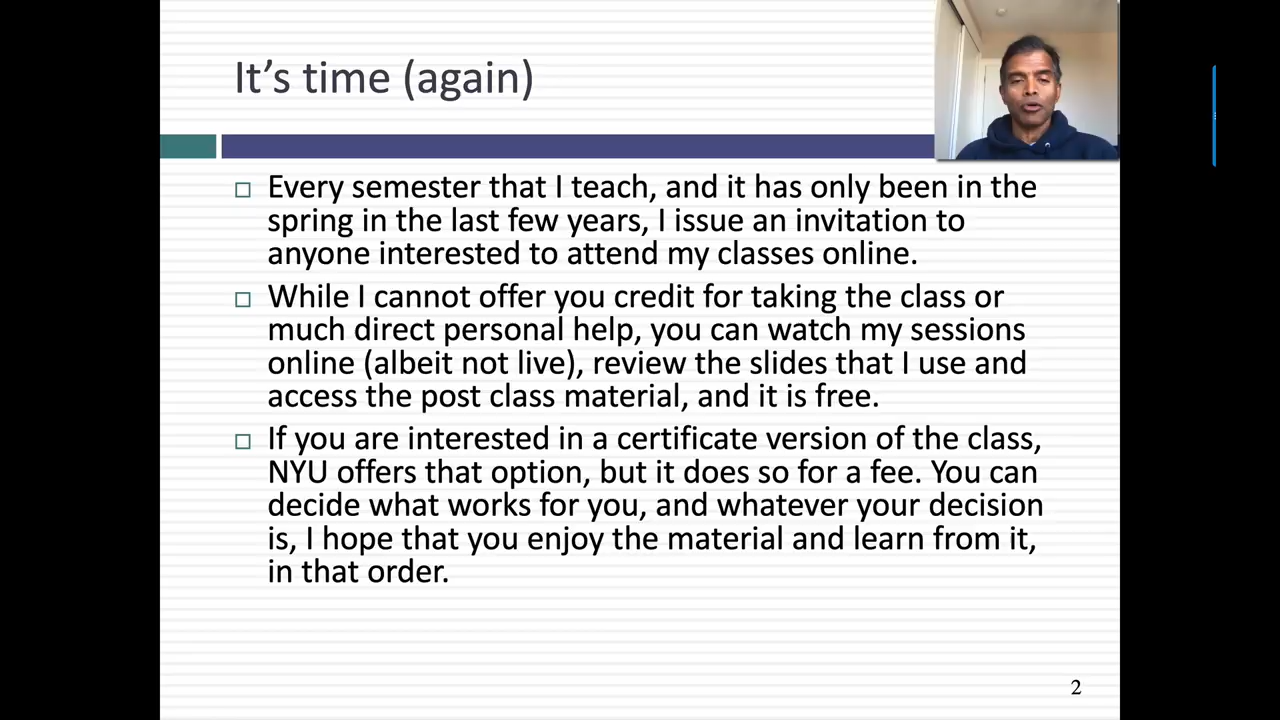 It's time (again)
Every semester that I teach, and it has only been in the
spring in the last few years, I issue an invitation to
anyone interested to attend my classes online.
While I cannot offer you credit for taking the class or
much direct personal help, you can watch my sessions
online (albeit not live), review the slides that I use and
access the post class material, and it is free.
If you are interested in a certificate version of the class,
NYU offers that option, but it does so for a fee. You can
decide what works for you, and whatever your decision
is, I hope that you enjoy the material and learn from it,
in that order.
2